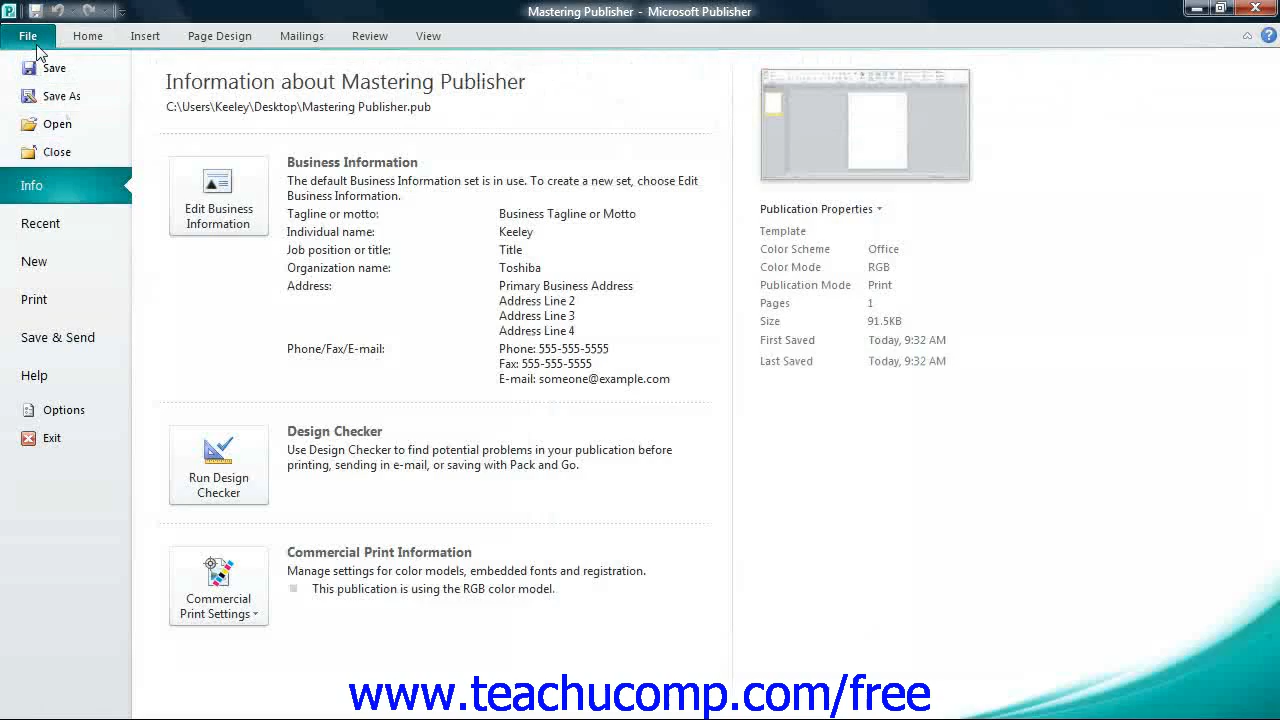 Mastering Publisher - Microsoft Publisher
File Home Insert Page Design Mailings Review View
Save
Save As
Open
Close
Info
Recent
New
Print
Save & Send
Help
Options
Exit
Information about Mastering Publisher
C:\Users\Keeley\Desktop\Mastering Publisher.pub
Edit Business
Information
Business Information
The default Business Information set is in use. To create a new set, choose Edit
Business Information.
Tagline or motto: Business Tagline or Motto
Individual name: Keeley
Job position or title: Title
Organization name: Toshiba
Address: Primary Business Address
Address Line 2
Address Line 3
Address Line 4
Phone/Fax/E-mail: Phone: 555-555-5555
Fax: 555-555-5555
E-mail: someone@example.com
Run Design
Checker
Design Checker
Use Design Checker to find potential problems in your publication before
printing, sending in e-mail, or saving with Pack and Go.
Commercial
Print Settings
Commercial Print Information
Manage settings for color models, embedded fonts and registration.
This publication is using the RGB color model.
Publication Properties
Template
Color Scheme Office
Color Mode RGB
Publication Mode Print
Pages 1
Size 91.5KB
First Saved Today, 9:32 AM
Last Saved Today, 9:32 AM
www.teachucomp.com/free